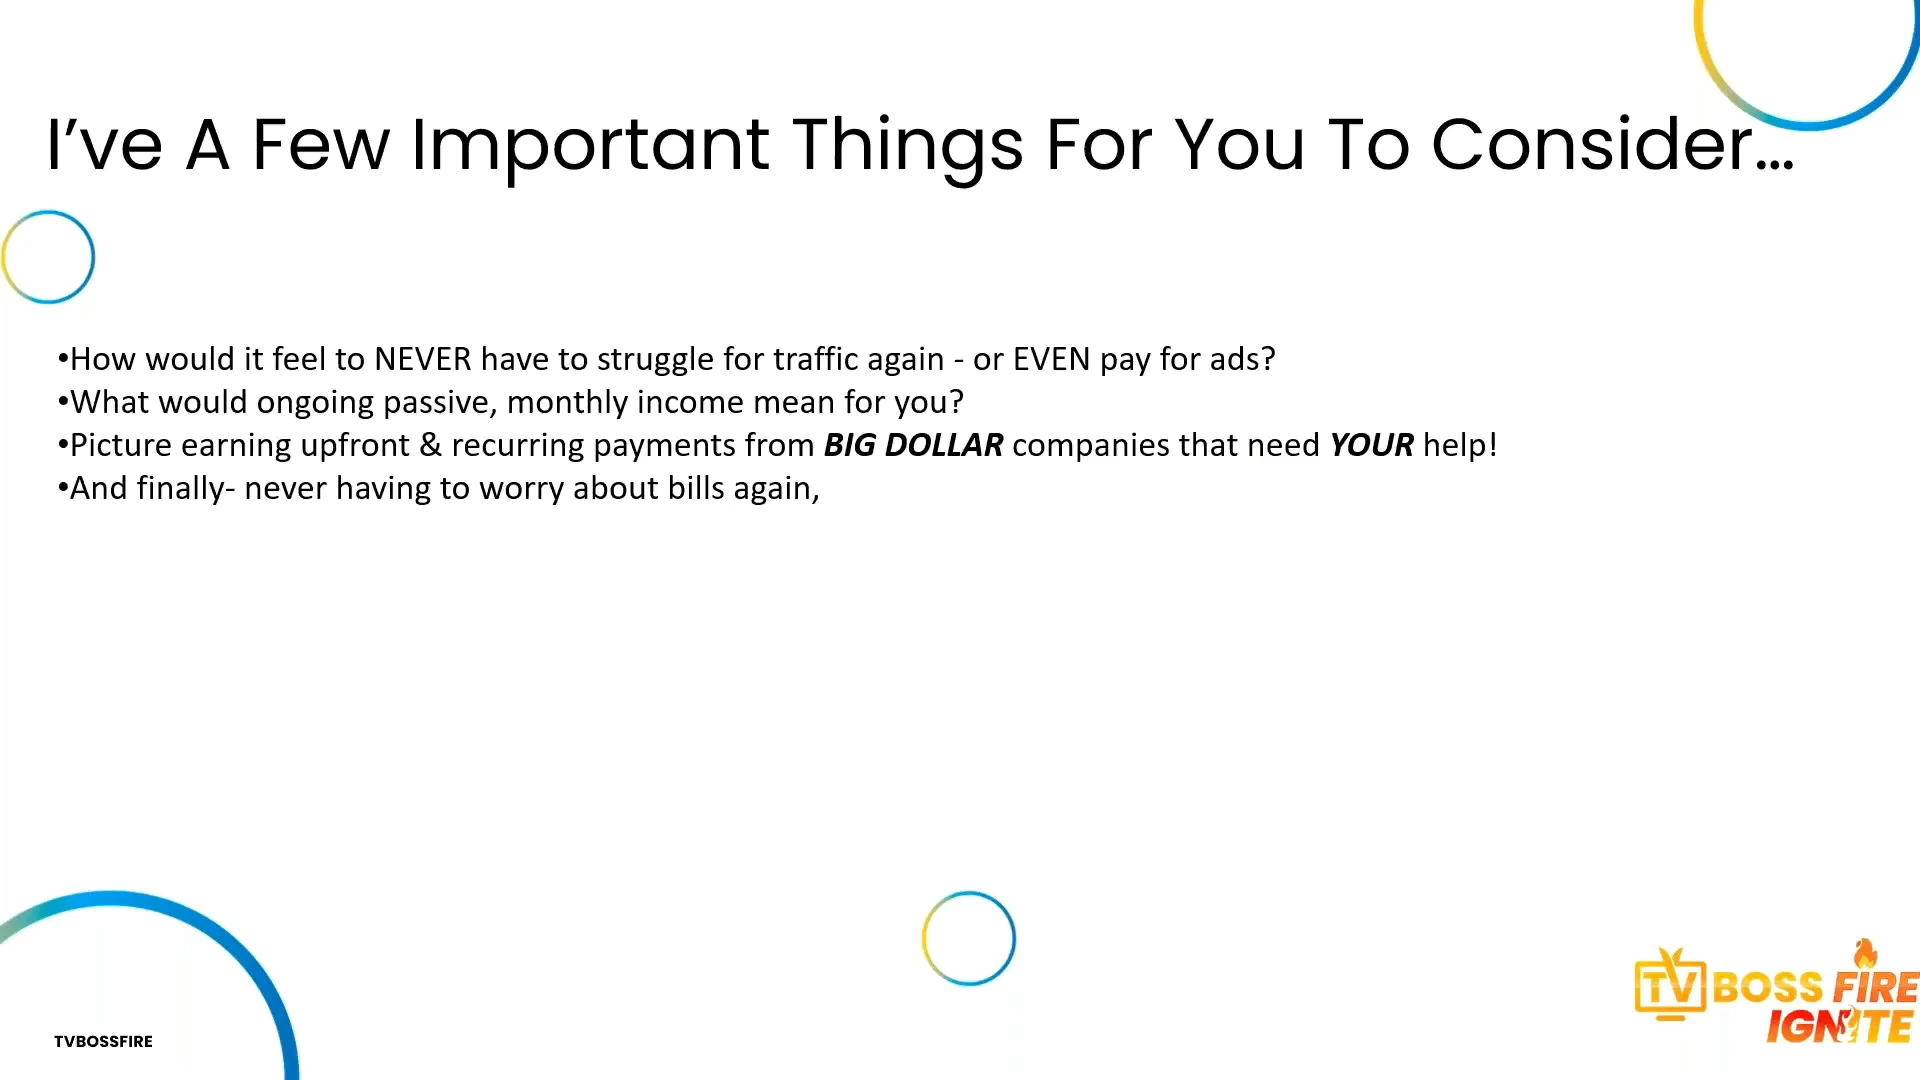 I’ve A Few Important Things For You To Consider...
•How would it feel to NEVER have to struggle for traffic again - or EVEN pay for ads?
•What would ongoing passive, monthly income mean for you?
•Picture earning upfront & recurring payments from BIG DOLLAR companies that need YOUR help!
•And finally- never having to worry about bills again,
TV BOSS FIRE
IGNITE
TVBOSSFIRE